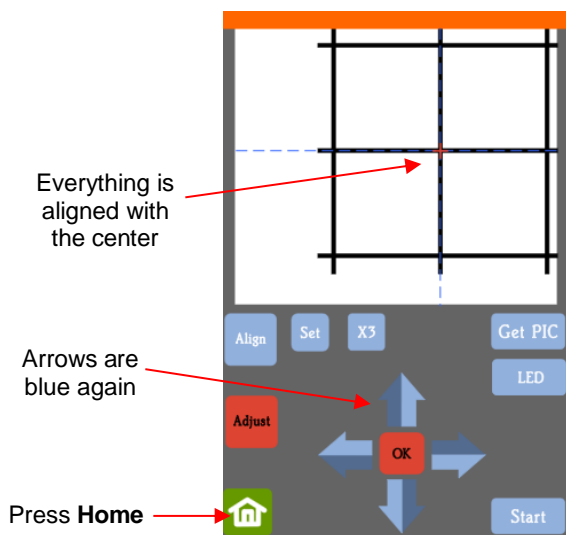 Everything is
aligned with
the center
Align
Set
X3
Get PIC
LED
Arrows are
blue again
Adjust
OK
Press Home
Start